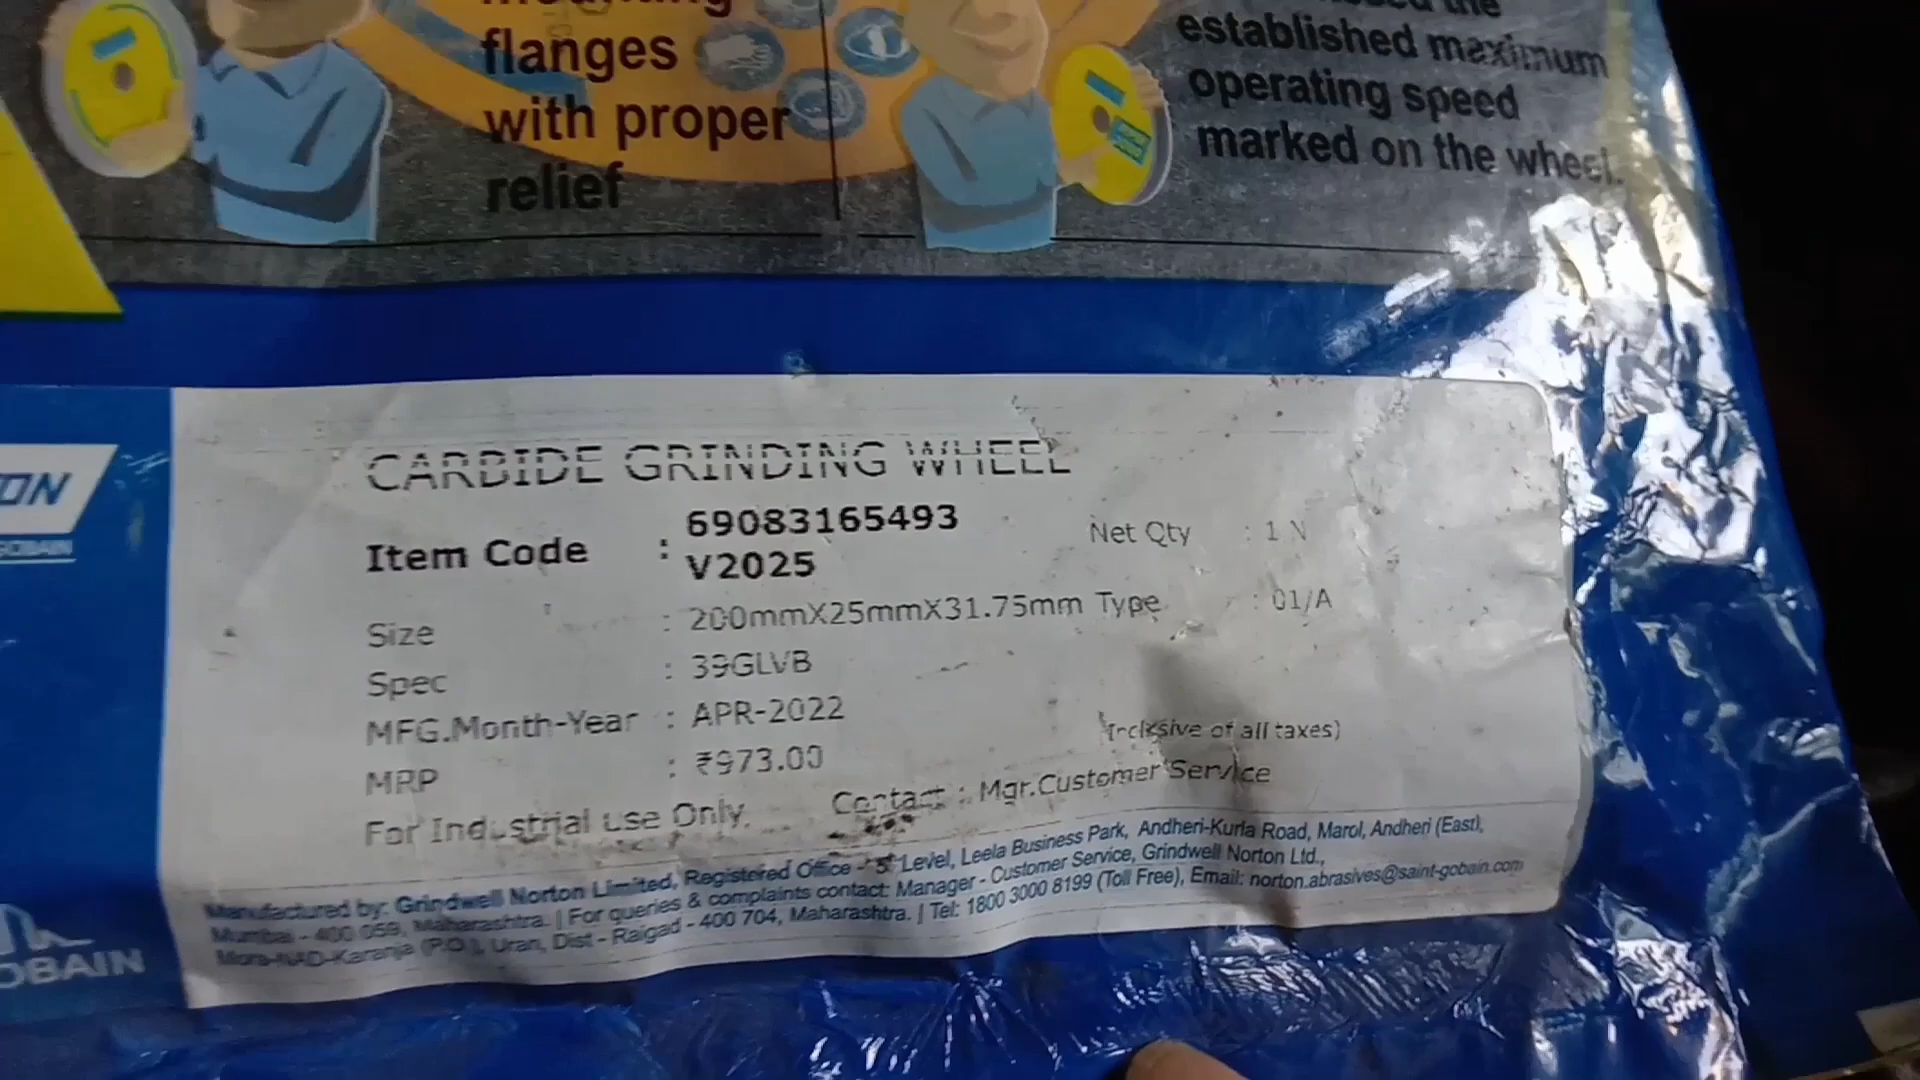 flanges
with proper
relief
the
established maximum
operating speed
marked on the wheel.
ON
GOBAIN
CARBIDE GRINDING WHEEL
Item Code : 69083165493
V2025
Net Qty : 1 N
Size : 200mmX25mmX31.75mm Type : 01/A
Spec : 39GLVB
MFG.Month-Year : APR-2022
MRP : ₹973.00 Inclusive of all taxes)
For Industrial use Only. Contact : Mgr.Customer Service
Manufactured by: Grindwell Norton Limited, Registered Office - 5 Level, Leela Business Park, Andheri-Kurla Road, Marol, Andheri (East),
Mumbai - 400 059, Maharashtra. | For queries & complaints contact: Manager - Customer Service, Grindwell Norton Ltd.,
Mora-NAD-Karanja (P.O.), Uran, Dist - Raigad - 400 704, Maharashtra. | Tel: 1800 3000 8199 (Toll Free), Email: norton.abrasives@saint-gobain.com
OBAIN